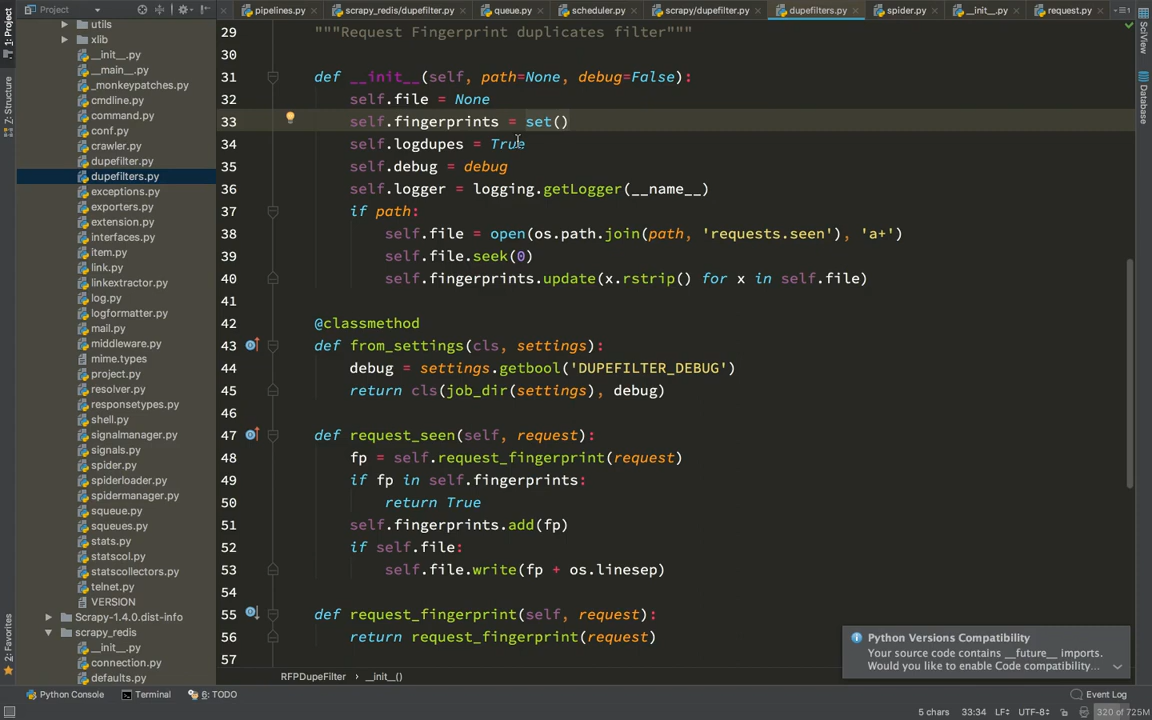 Project
pipelines.py
scrapy_redis/dupefilter.py
queue.py
scheduler.py
scrapy/dupefilter.py
dupefilters.py
spider.py
__init__.py
request.py
1: Project
7: Structure
2: Favorites
SciView
Database
utils
xlib
__init__.py
__main__.py
_monkeypatches.py
cmdline.py
command.py
conf.py
crawler.py
dupefilter.py
dupefilters.py
exceptions.py
exporters.py
extension.py
interfaces.py
item.py
link.py
linkextractor.py
log.py
logformatter.py
mail.py
middleware.py
mime.types
project.py
resolver.py
responsetypes.py
shell.py
signalmanager.py
signals.py
spider.py
spiderloader.py
spidermanager.py
squeue.py
squeues.py
stats.py
statscol.py
statscollectors.py
telnet.py
VERSION
Scrapy-1.4.0.dist-info
scrapy_redis
__init__.py
connection.py
defaults.py
29 """Request Fingerprint duplicates filter"""
30
31 def __init__(self, path=None, debug=False):
32 self.file = None
33 self.fingerprints = set()
34 self.logdupes = True
35 self.debug = debug
36 self.logger = logging.getLogger(__name__)
37 if path:
38 self.file = open(os.path.join(path, 'requests.seen'), 'a+')
39 self.file.seek(0)
40 self.fingerprints.update(x.rstrip() for x in self.file)
41
42 @classmethod
43 def from_settings(cls, settings):
44 debug = settings.getbool('DUPEFILTER_DEBUG')
45 return cls(job_dir(settings), debug)
46
47 def request_seen(self, request):
48 fp = self.request_fingerprint(request)
49 if fp in self.fingerprints:
50 return True
51 self.fingerprints.add(fp)
52 if self.file:
53 self.file.write(fp + os.linesep)
54
55 def request_fingerprint(self, request):
56 return request_fingerprint(request)
57
Python Versions Compatibility
Your source code contains __future__ imports.
Would you like to enable Code compatibility...
RFPDupeFilter › __init__()
Python Console
Terminal
6: TODO
Event Log
5 chars 33:34 LF÷ UTF-8÷ 320 of 725M